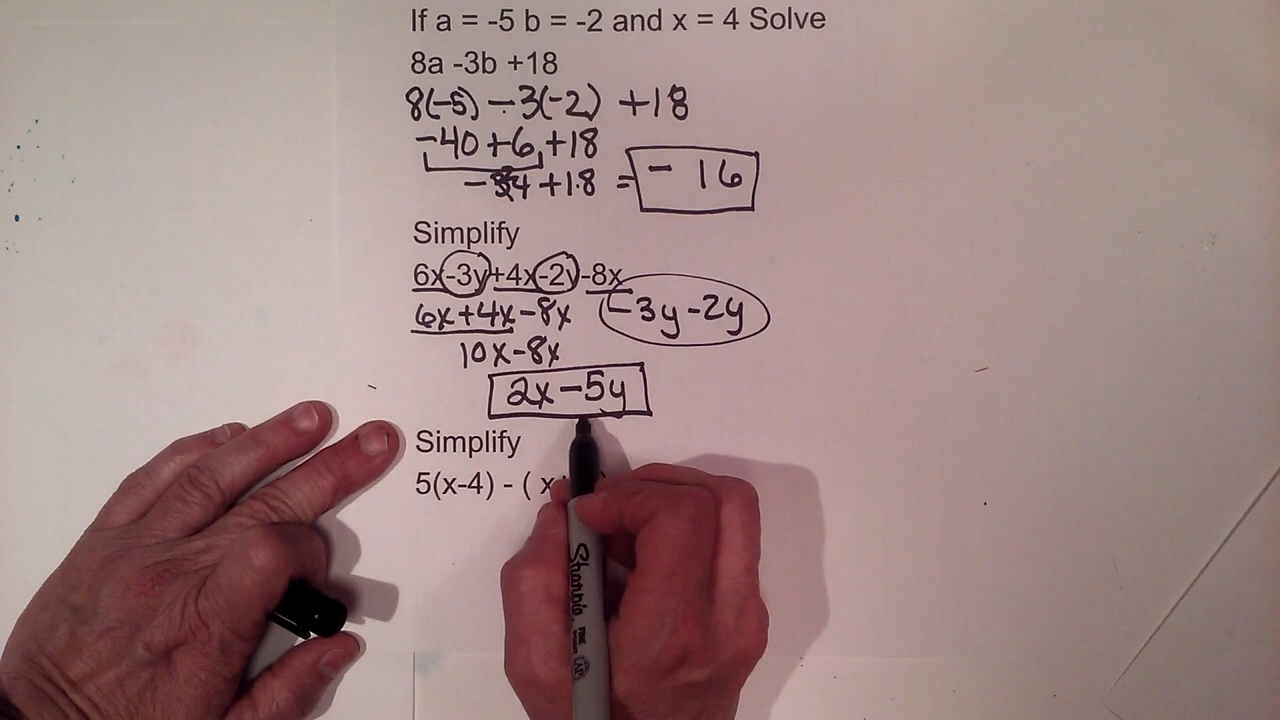 If a = -5 b = -2 and x = 4 Solve
8a -3b +18
8(-5) -3(-2) +18
-40 +6 +18
-34 +18 = - 16
Simplify
6x-3y+4x-2y-8x
6x+4x-8x -3y-2y
10x-8x
2x-5y
Simplify
5(x-4) - ( x
Sharpie
FINE